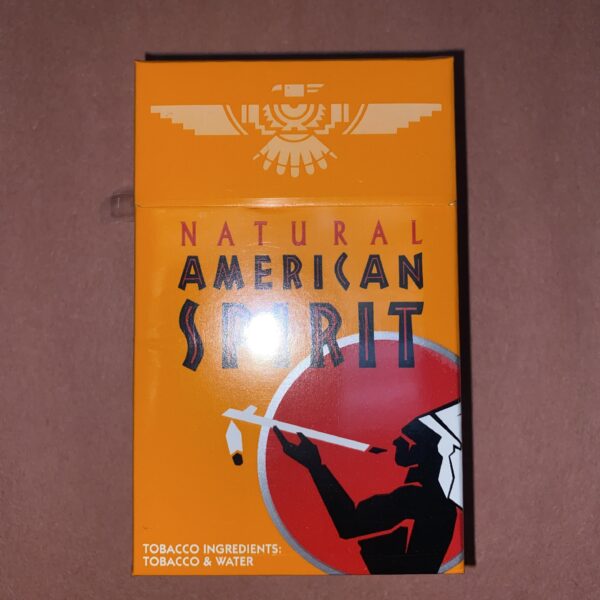 NATURAL
AMERICAN
SPIRIT
TOBACCO INGREDIENTS:
TOBACCO & WATER